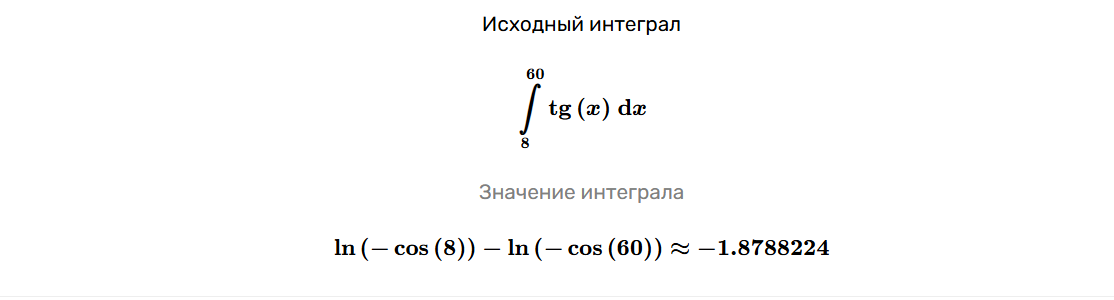 Исходный интеграл
60
∫ tg (x) dx
8
Значение интеграла
ln (− cos (8)) − ln (− cos (60)) ≈ −1.8788224